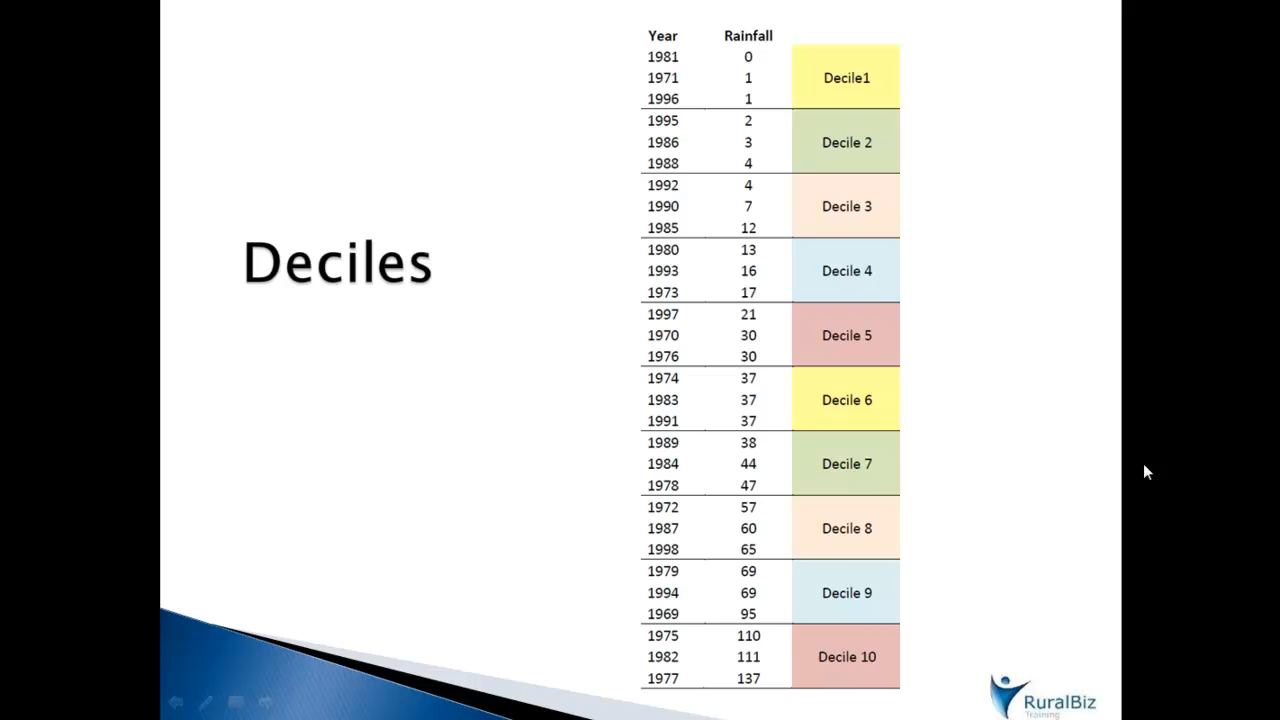 Deciles
Year Rainfall
1981 0
1971 1 Decile1
1996 1
1995 2
1986 3 Decile 2
1988 4
1992 4
1990 7 Decile 3
1985 12
1980 13
1993 16 Decile 4
1973 17
1997 21
1970 30 Decile 5
1976 30
1974 37
1983 37 Decile 6
1991 37
1989 38
1984 44 Decile 7
1978 47
1972 57
1987 60 Decile 8
1998 65
1979 69
1994 69 Decile 9
1969 95
1975 110
1982 111 Decile 10
1977 137
RuralBiz
Training